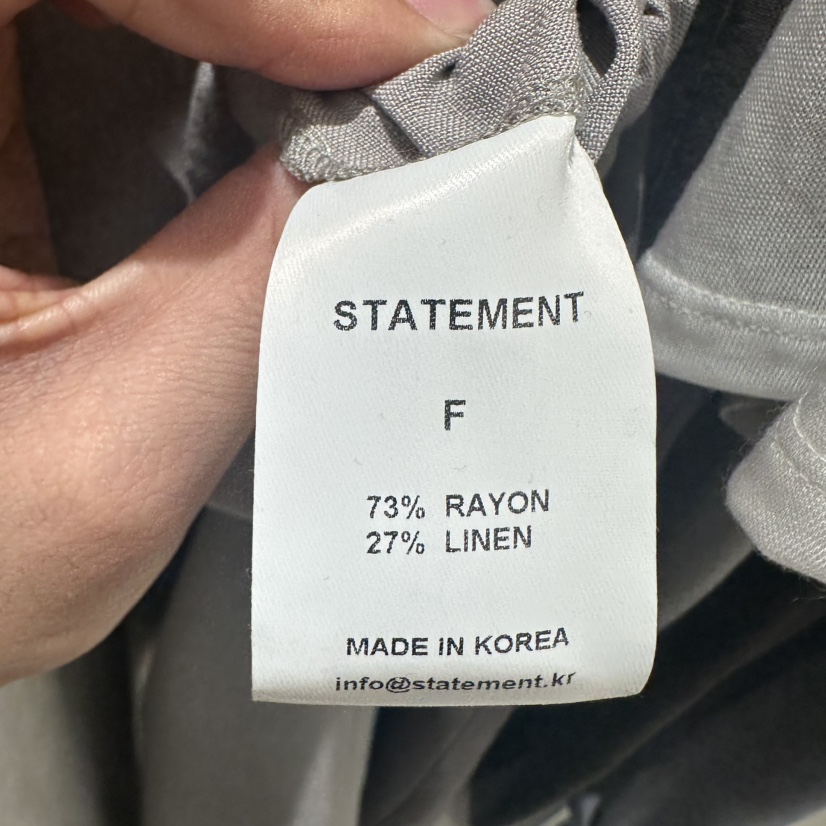 STATEMENT
F
73% RAYON
27% LINEN
MADE IN KOREA
info@statement.kr